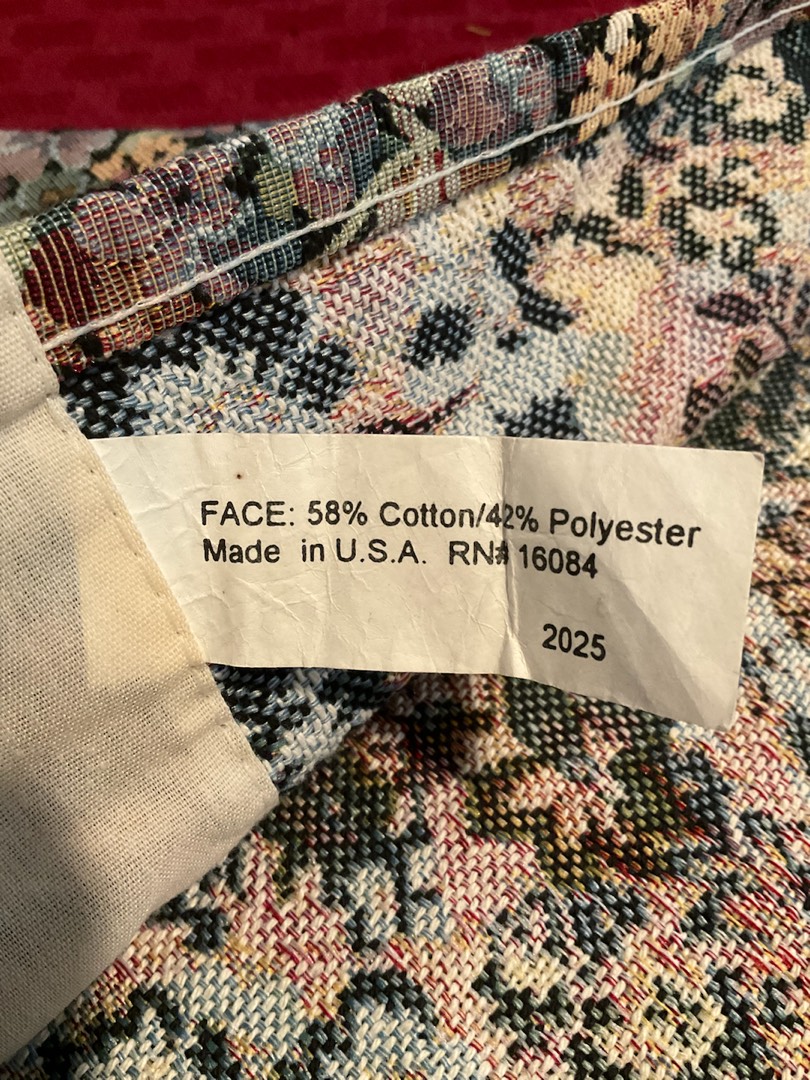 FACE: 58% Cotton/42% Polyester
Made in U.S.A. RN# 16084
2025